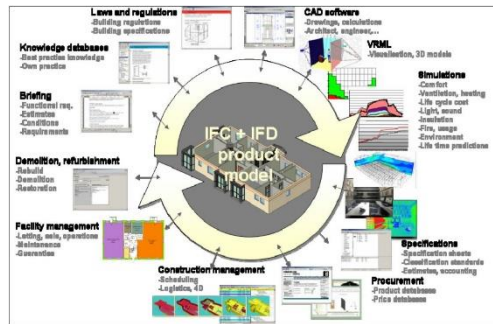 Laws and regulations
-Building regulations
-Building specifications
CAD software
-Drawings, calculations
-Architect, engineer,...
VRML
-Visualisation, 3D models
Knowledge databases
-Best practice knowledge
-Own practice
Simulations
-Comfort
-Ventilation, heating
-Life cycle cost
-Light, sound
-Insulation
-Fire, usage
-Environment
-Life time predictions
Briefing
-Functional req.
-Estimates
-Conditions
-Requirements
IFC + IFD
product
model
Demolition, refurbishment
-Rebuild
-Demolition
-Restoration
Facility management
-Letting, sale, operations
-Maintenance
-Guaranties
Specifications
-Specification sheets
-Classification standards
-Estimates, accounting
Construction management
-Scheduling
-Logistics, 4D
Procurement
-Product databases
-Price databases